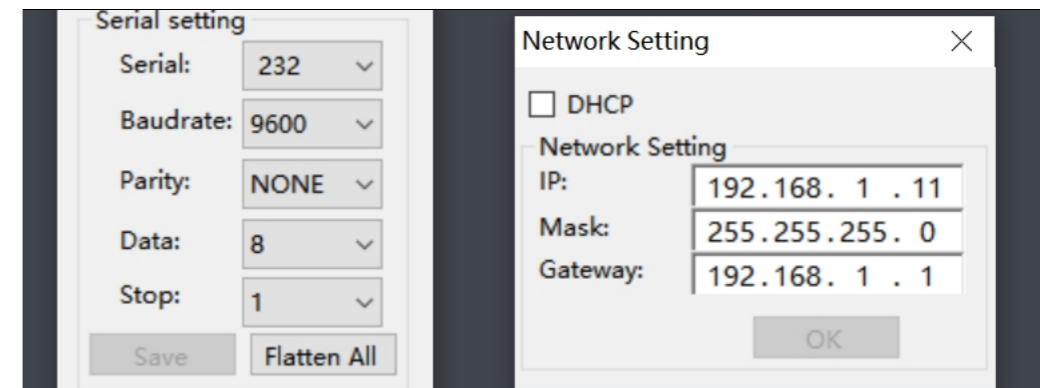 Serial setting
Serial: 232
Baudrate: 9600
Parity: NONE
Data: 8
Stop: 1
Save Flatten All
Network Setting
DHCP
Network Setting
IP: 192.168. 1 . 11
Mask: 255.255.255. 0
Gateway: 192.168. 1 . 1
OK